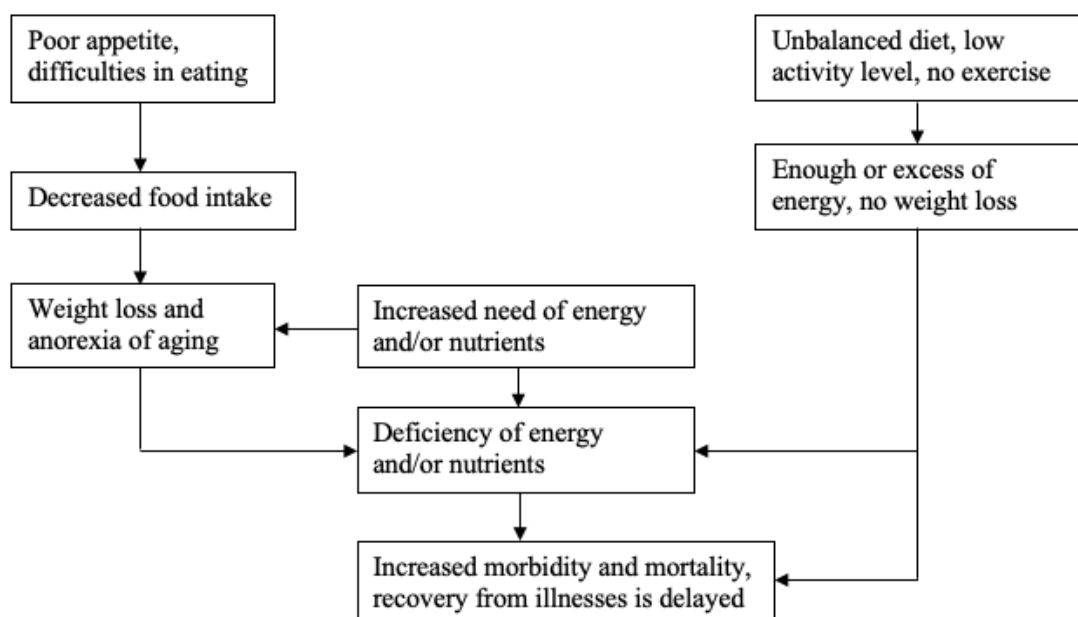 Poor appetite,
difficulties in eating
Unbalanced diet, low
activity level, no exercise
Decreased food intake
Enough or excess of
energy, no weight loss
Weight loss and
anorexia of aging
Increased need of energy
and/or nutrients
Deficiency of energy
and/or nutrients
Increased morbidity and mortality,
recovery from illnesses is delayed